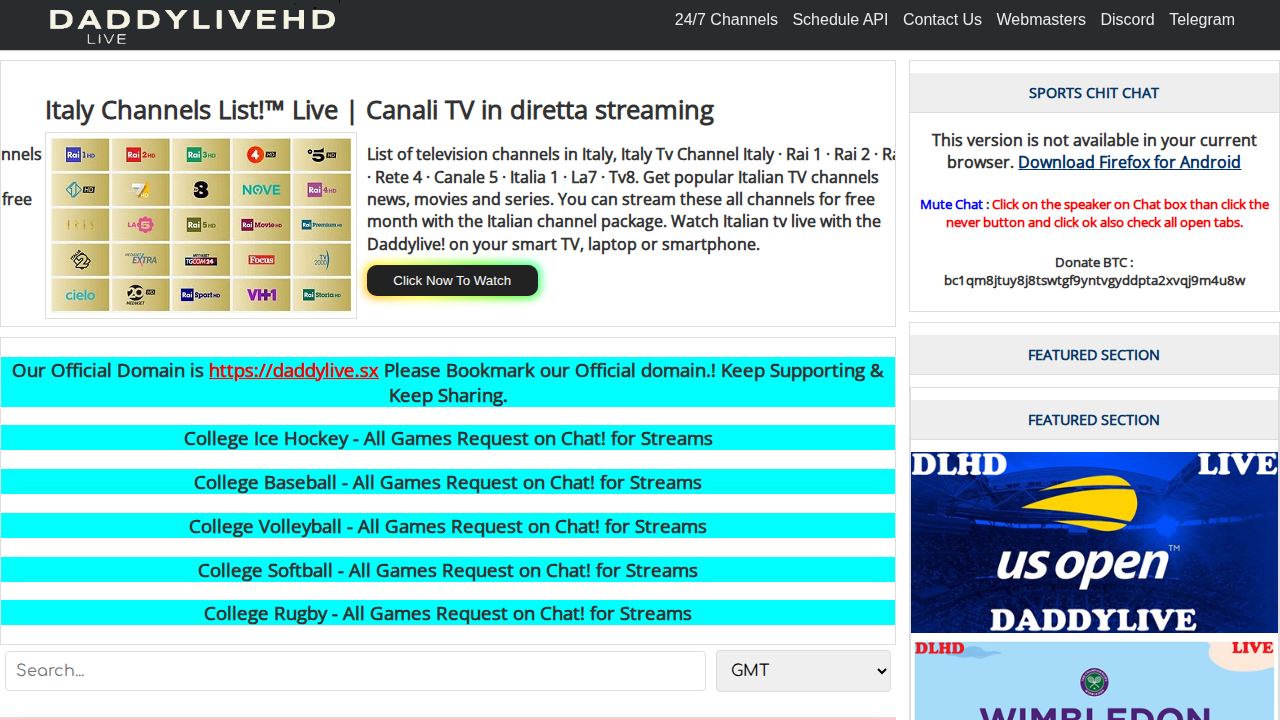 DADDYLIVEHD
LIVE
24/7 Channels Schedule API Contact Us Webmasters Discord Telegram
Italy Channels List!™ Live | Canali TV in diretta streaming
nnels
free
Rai 1 HD Rai 2 HD Rai 3 HD 4 HD 5 HD
1 HD 7 HD 8 NOVE Rai 4 HD
IRIS LA5 Rai 5 HD Rai Movie HD Rai Premium HD
MEDIASET EXTRA MEDIASET TGCOM24 Focus TV 2000
cielo 20 HD MEDIASET Rai Sport HD VH+1 Rai Storia HD
List of television channels in Italy, Italy Tv Channel Italy · Rai 1 · Rai 2 · Ra
· Rete 4 · Canale 5 · Italia 1 · La7 · Tv8. Get popular Italian TV channels
news, movies and series. You can stream these all channels for free
month with the Italian channel package. Watch Italian tv live with the
Daddylive! on your smart TV, laptop or smartphone.
Click Now To Watch
Our Official Domain is https://daddylive.sx Please Bookmark our Official domain.! Keep Supporting &
Keep Sharing.
College Ice Hockey - All Games Request on Chat! for Streams
College Baseball - All Games Request on Chat! for Streams
College Volleyball - All Games Request on Chat! for Streams
College Softball - All Games Request on Chat! for Streams
College Rugby - All Games Request on Chat! for Streams
Search...
GMT
SPORTS CHIT CHAT
This version is not available in your current
browser. Download Firefox for Android
Mute Chat : Click on the speaker on Chat box than click the
never button and click ok also check all open tabs.
Donate BTC :
bc1qm8jtuy8j8tswtgf9yntvgyddpta2xvqj9m4u8w
FEATURED SECTION
FEATURED SECTION
DLHD LIVE
us open™
DADDYLIVE
DLHD LIVE
WIMBLEDON